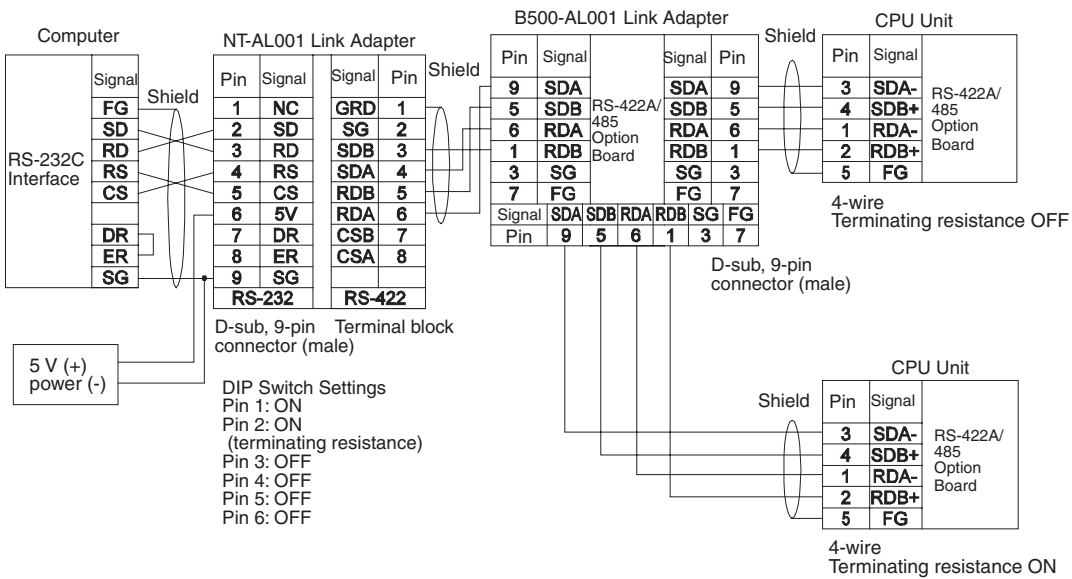 B500-AL001 Link Adapter
CPU Unit
Computer
NT-AL001 Link Adapter
Shield
Signal
FG
SD
RD
RS
CS
DR
ER
SG
RS-232C
Interface
Shield
Pin Signal
1 NC
2 SD
3 RD
4 RS
5 CS
6 5V
7 DR
8 ER
9 SG
RS-232
Signal Pin
GRD 1
SG 2
SDB 3
SDA 4
RDB 5
RDA 6
CSB 7
CSA 8
RS-422
Shield
Pin Signal
9 SDA
5 SDB
6 RDA
1 RDB
3 SG
7 FG
RS-422A/
485
Option
Board
Signal Pin
SDA 9
SDB 5
RDA 6
RDB 1
SG 3
FG 7
Signal SDA SDB RDA RDB SG FG
Pin 9 5 6 1 3 7
Pin Signal
3 SDA-
4 SDB+
1 RDA-
2 RDB+
5 FG
RS-422A/
485
Option
Board
4-wire
Terminating resistance OFF
D-sub, 9-pin
connector (male)
D-sub, 9-pin
connector (male)
Terminal block
5 V (+)
power (-)
DIP Switch Settings
Pin 1: ON
Pin 2: ON
(terminating resistance)
Pin 3: OFF
Pin 4: OFF
Pin 5: OFF
Pin 6: OFF
CPU Unit
Shield
Pin Signal
3 SDA-
4 SDB+
1 RDA-
2 RDB+
5 FG
RS-422A/
485
Option
Board
4-wire
Terminating resistance ON